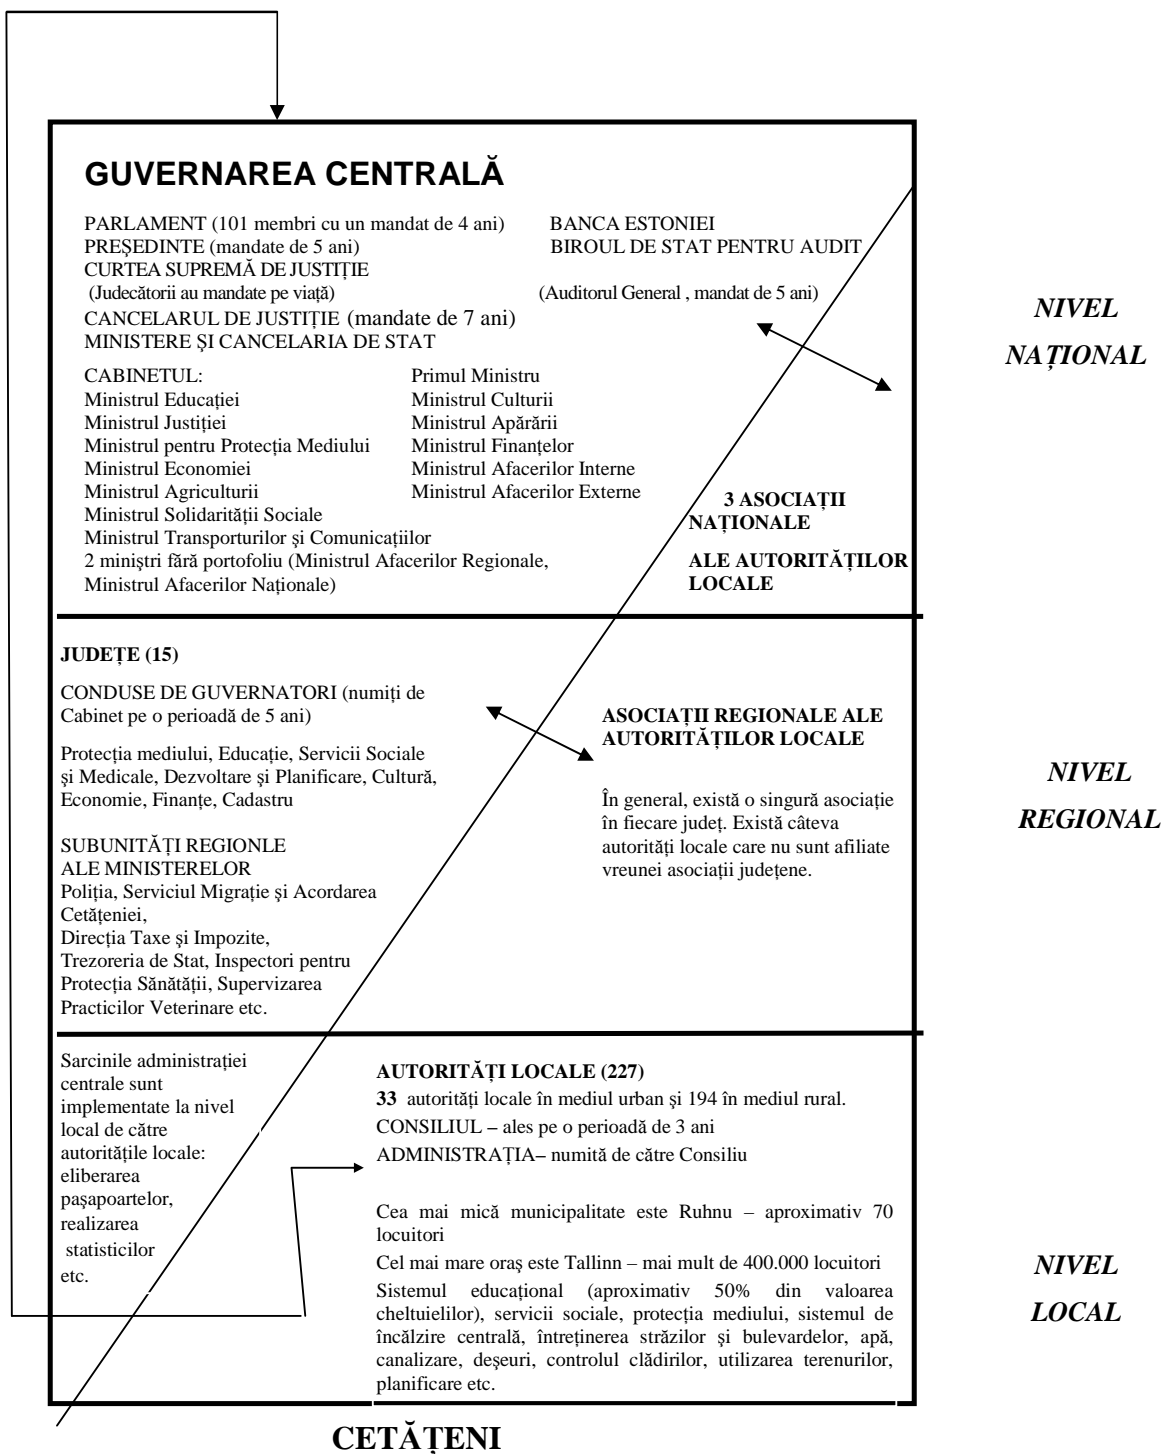 GUVERNAREA CENTRALĂ
PARLAMENT (101 membri cu un mandat de 4 ani)
PREŞEDINTE (mandate de 5 ani)
CURTEA SUPREMĂ DE JUSTIŢIE
(Judecătorii au mandate pe viaţă)
CANCELARUL DE JUSTIŢIE (mandate de 7 ani)
MINISTERE ŞI CANCELARIA DE STAT
BANCA ESTONIEI
BIROUL DE STAT PENTRU AUDIT
(Auditorul General , mandat de 5 ani)
CABINETUL:
Ministrul Educaţiei
Ministrul Justiţiei
Ministrul pentru Protecţia Mediului
Ministrul Economiei
Ministrul Agriculturii
Ministrul Solidarităţii Sociale
Ministrul Transporturilor şi Comunicaţiilor
2 miniştri fără portofoliu (Ministrul Afacerilor Regionale,
Ministrul Afacerilor Naţionale)
Primul Ministru
Ministrul Culturii
Ministrul Apărării
Ministrul Finanţelor
Ministrul Afacerilor Interne
Ministrul Afacerilor Externe
3 ASOCIAŢII
NAŢIONALE
ALE AUTORITĂŢILOR
LOCALE
NIVEL
NAŢIONAL
JUDEŢE (15)
CONDUSE DE GUVERNATORI (numiţi de
Cabinet pe o perioadă de 5 ani)
Protecţia mediului, Educaţie, Servicii Sociale
şi Medicale, Dezvoltare şi Planificare, Cultură,
Economie, Finanţe, Cadastru
SUBUNITĂŢI REGIONLE
ALE MINISTERELOR
Poliţia, Serviciul Migraţie şi Acordarea
Cetăţeniei,
Direcţia Taxe şi Impozite,
Trezoreria de Stat, Inspectori pentru
Protecţia Sănătăţii, Supervizarea
Practicilor Veterinare etc.
ASOCIAŢII REGIONALE ALE
AUTORITĂŢILOR LOCALE
În general, există o singură asociaţie
în fiecare judeţ. Există câteva
autorităţi locale care nu sunt afiliate
vreunei asociaţii judeţene.
NIVEL
REGIONAL
Sarcinile administraţiei
centrale sunt
implementate la nivel
local de către
autorităţile locale:
eliberarea
paşapoartelor,
realizarea
statisticilor
etc.
AUTORITĂŢI LOCALE (227)
33 autorităţi locale în mediul urban şi 194 în mediul rural.
CONSILIUL – ales pe o perioadă de 3 ani
ADMINISTRAŢIA– numită de către Consiliu
Cea mai mică municipalitate este Ruhnu – aproximativ 70
locuitori
Cel mai mare oraş este Tallinn – mai mult de 400.000 locuitori
Sistemul educaţional (aproximativ 50% din valoarea
cheltuielilor), servicii sociale, protecţia mediului, sistemul de
încălzire centrală, întreţinerea străzilor şi bulevardelor, apă,
canalizare, deşeuri, controlul clădirilor, utilizarea terenurilor,
planificare etc.
NIVEL
LOCAL
CETĂŢENI